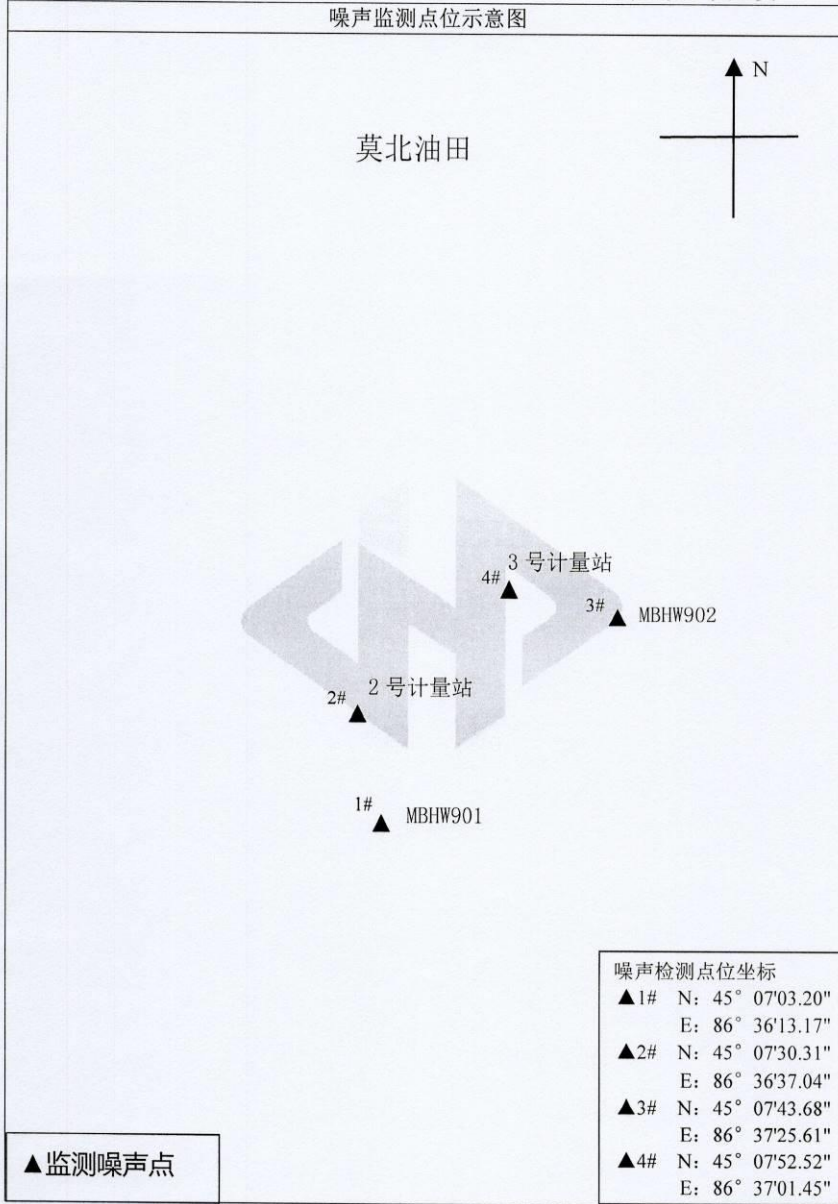 噪声监测点位示意图
N
莫北油田
3 号计量站
4#
3#
MBHW902
2 号计量站
2#
1#
MBHW901
噪声检测点位坐标
▲1# N: 45° 07'03.20"
E: 86° 36'13.17"
▲2# N: 45° 07'30.31"
E: 86° 36'37.04"
▲3# N: 45° 07'43.68"
E: 86° 37'25.61"
▲4# N: 45° 07'52.52"
E: 86° 37'01.45"
▲监测噪声点